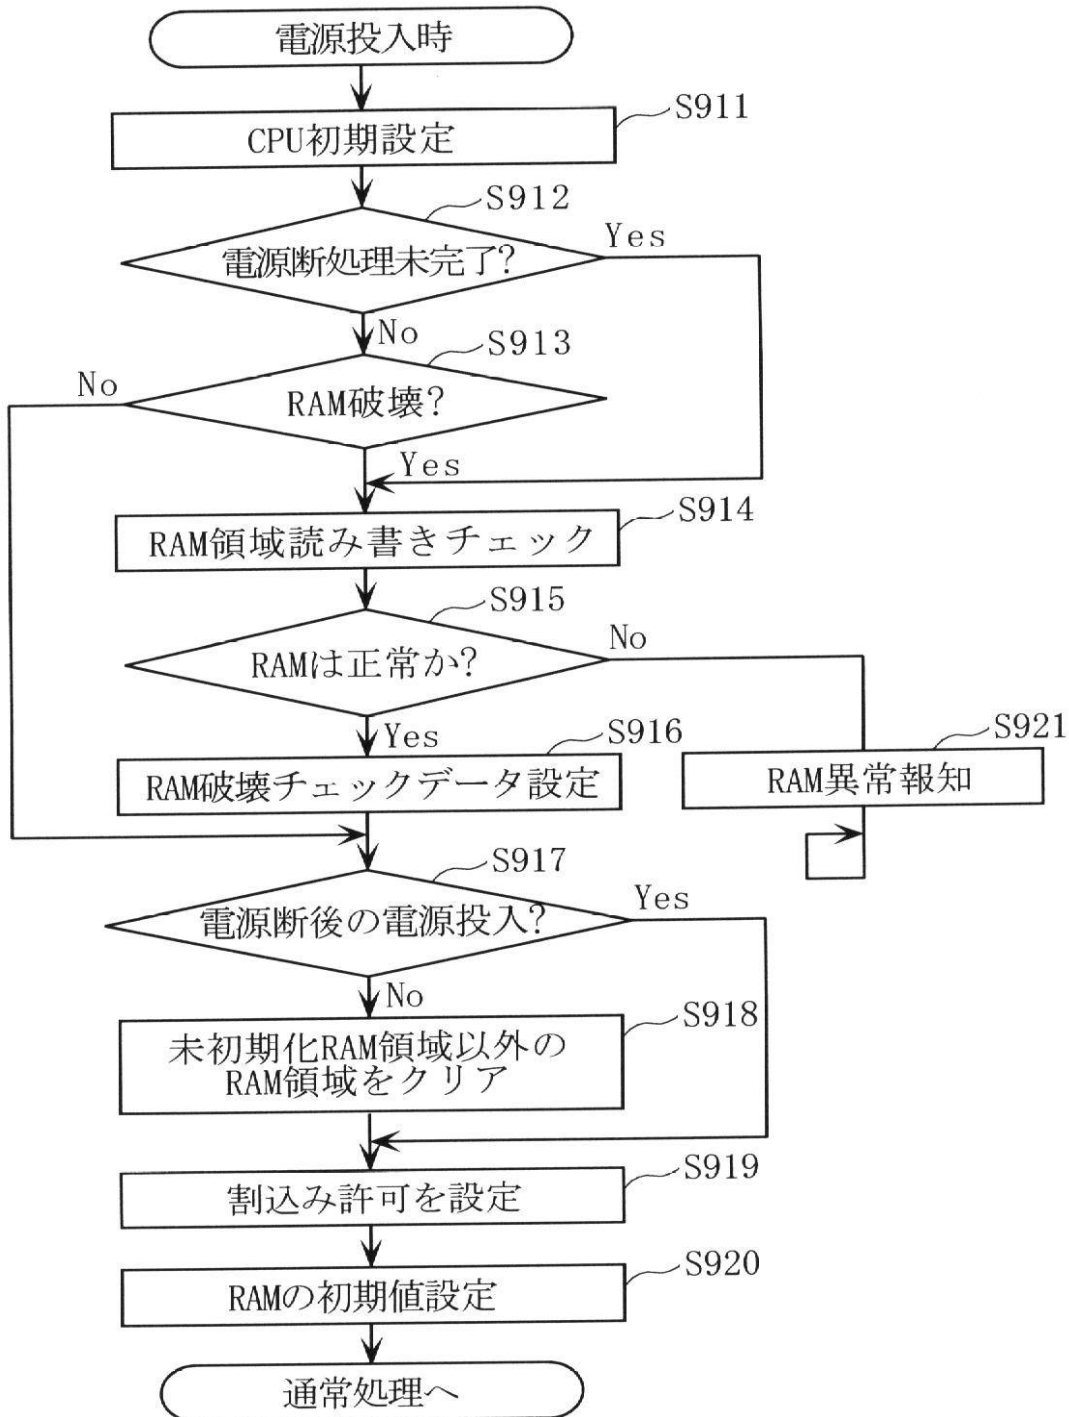 電源投入時
S911
CPU初期設定
S912
電源断処理未完了?
Yes
No
S913
No
RAM破壊?
Yes
S914
RAM領域読み書きチェック
S915
No
RAMは正常か?
Yes
S916
S921
RAM破壊チェックデータ設定
RAM異常報知
S917
Yes
電源断後の電源投入?
No
S918
未初期化RAM領域以外の
RAM領域をクリア
S919
割込み許可を設定
S920
RAMの初期値設定
通常処理へ